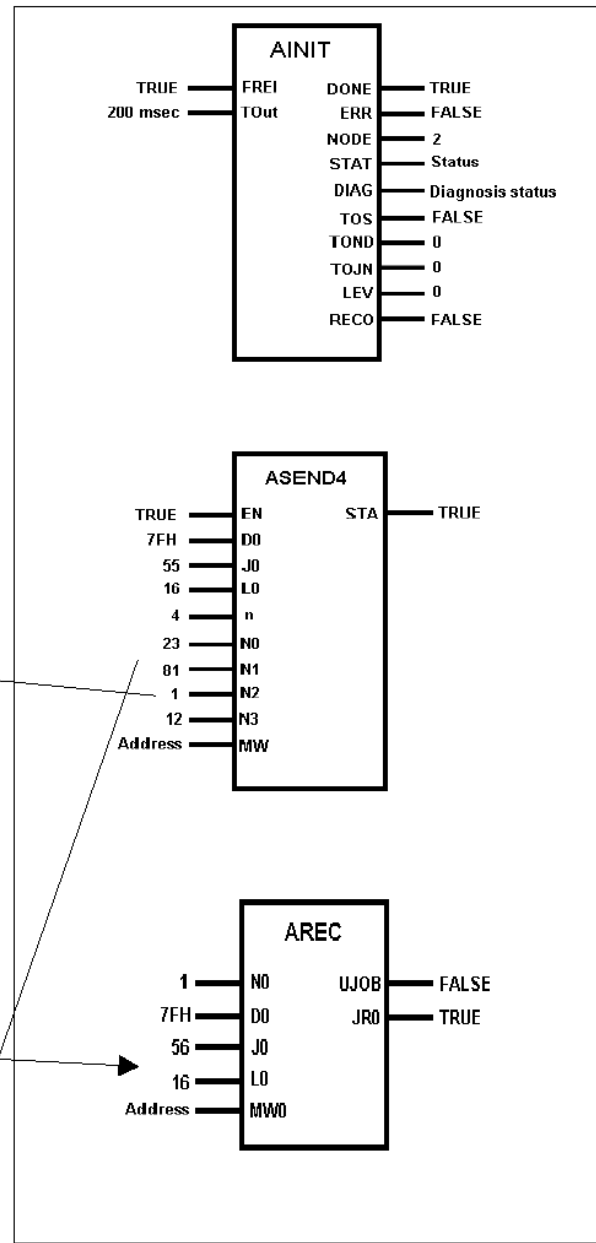 AINIT
TRUE FREI DONE TRUE
200 msec TOut ERR FALSE
NODE 2
STAT Status
DIAG Diagnosis status
TOS FALSE
TOND 0
TOJN 0
LEV 0
RECO FALSE
ASEND4
TRUE EN STA TRUE
7FH D0
55 J0
16 L0
4 n
23 N0
81 N1
1 N2
12 N3
Address MW
AREC
1 N0 UJOB FALSE
7FH D0 JR0 TRUE
56 J0
16 L0
Address MW0